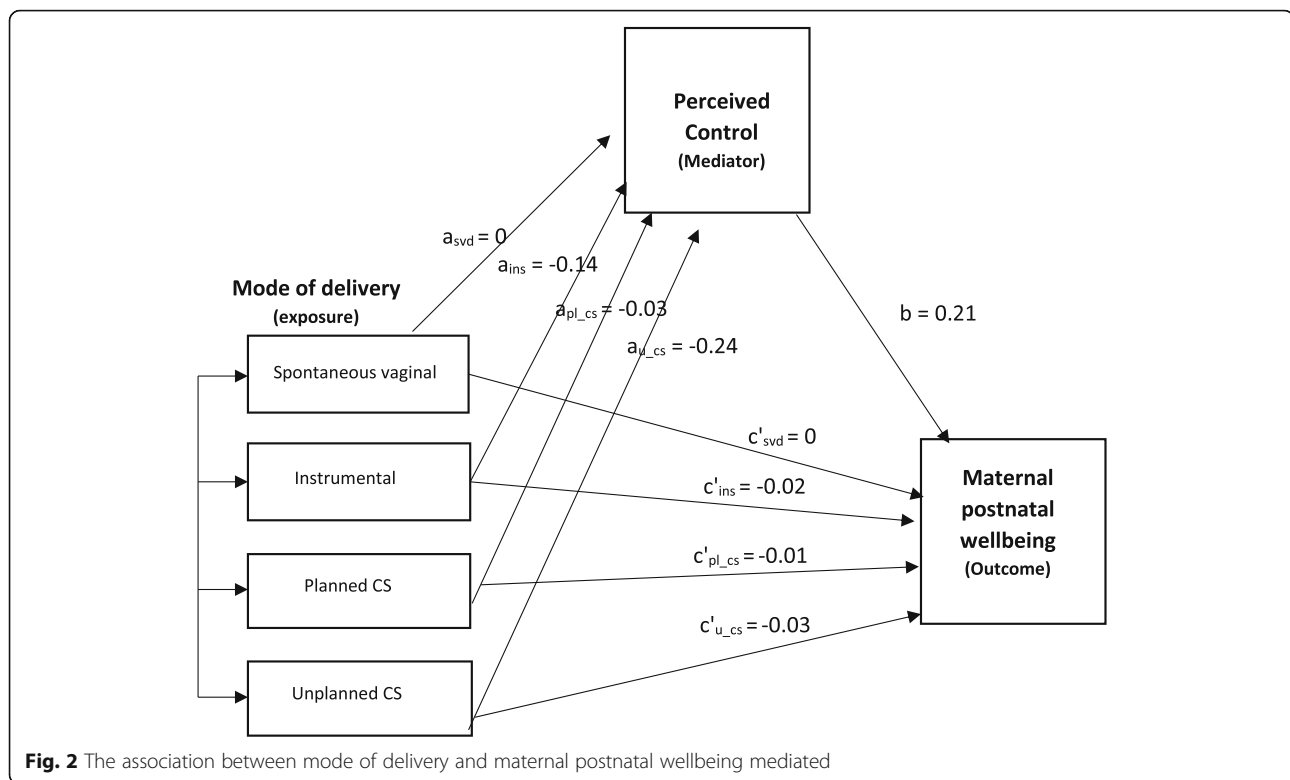 Perceived
Control
(Mediator)
a_svd = 0
a_ins = -0.14
Mode of delivery
(exposure)
a_pl_cs = -0.03
b = 0.21
a_u_cs = -0.24
Spontaneous vaginal
c'_svd = 0
Instrumental
c'_ins = -0.02
Maternal
postnatal
wellbeing
(Outcome)
c'_pl_cs = -0.01
Planned CS
c'_u_cs = -0.03
Unplanned CS
Fig. 2 The association between mode of delivery and maternal postnatal wellbeing mediated